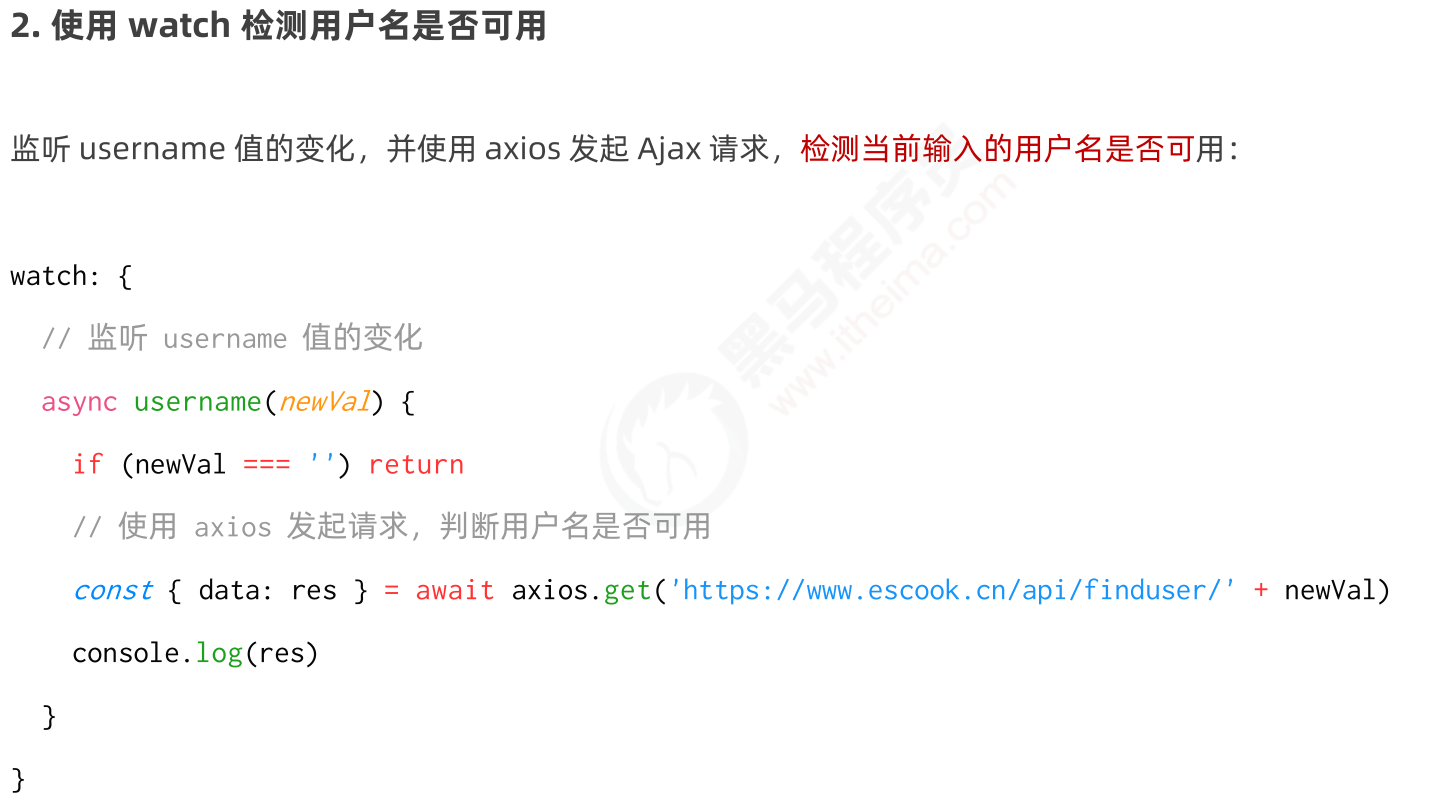 2. 使用 watch 检测用户名是否可用
监听 username 值的变化，并使用 axios 发起 Ajax 请求，检测当前输入的用户名是否可用：
watch: {
  // 监听 username 值的变化
  async username(newVal) {
    if (newVal === '') return
    // 使用 axios 发起请求，判断用户名是否可用
    const { data: res } = await axios.get('https://www.escook.cn/api/finduser/' + newVal)
    console.log(res)
  }
}
黑马程序员
www.itheima.com